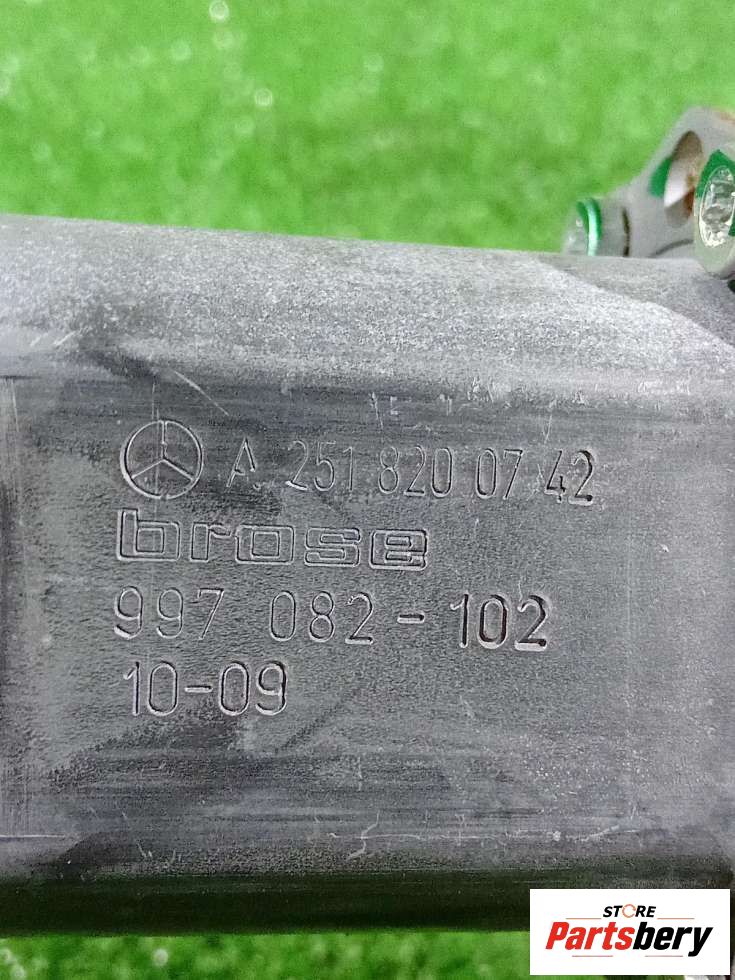 A 251 820 07 42
brose
997 082-102
10-09
STORE
Partsbery